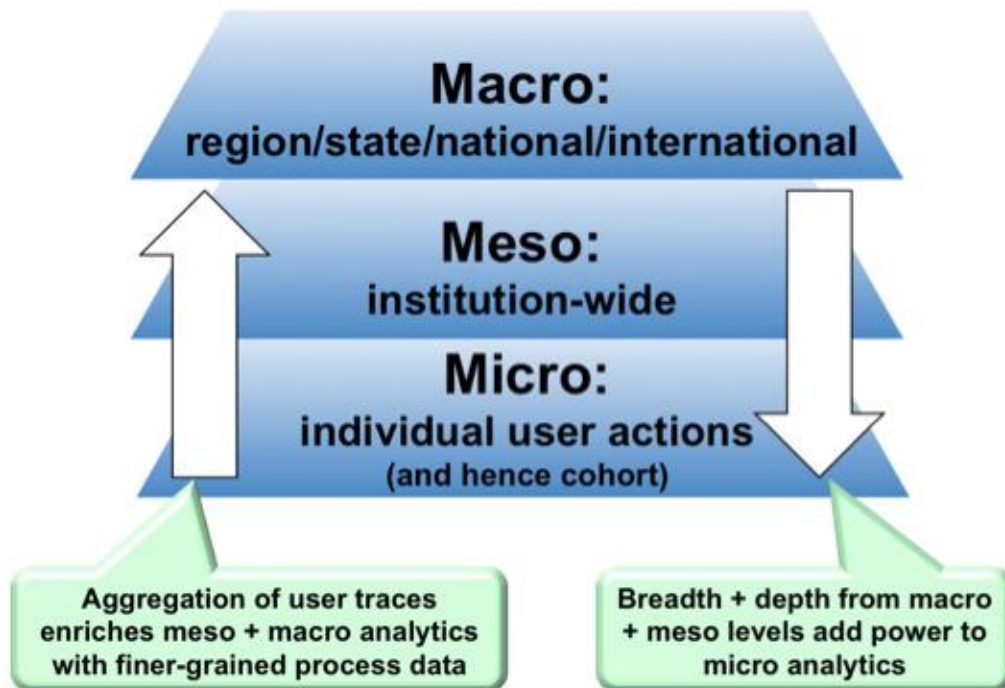 Macro:
region/state/national/international
Meso:
institution-wide
Micro:
individual user actions
(and hence cohort)
Aggregation of user traces
enriches meso + macro analytics
with finer-grained process data
Breadth + depth from macro
+ meso levels add power to
micro analytics